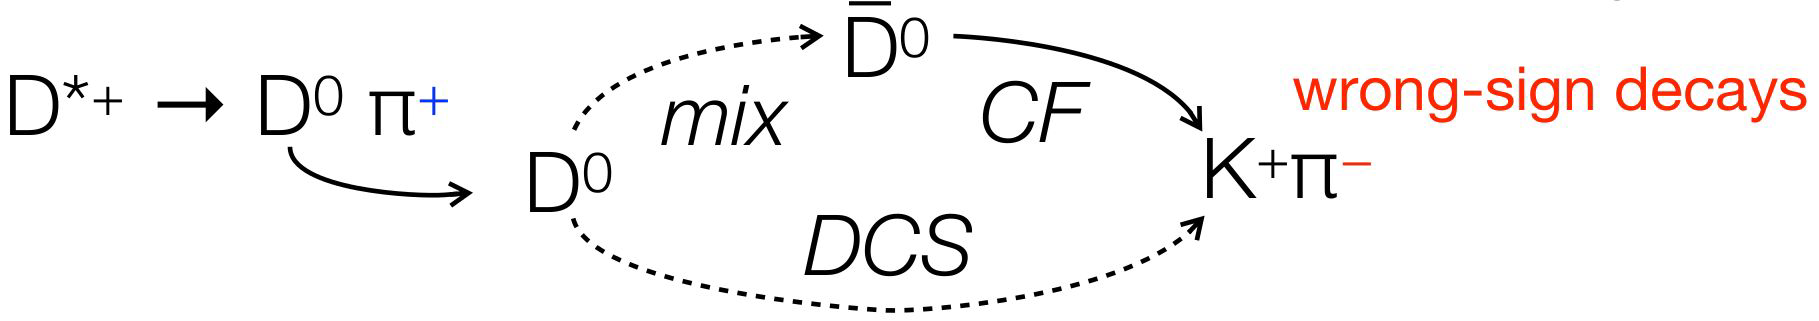 D*+ → D0 π+
D̅0
mix
CF
wrong-sign decays
D0
K+π−
DCS